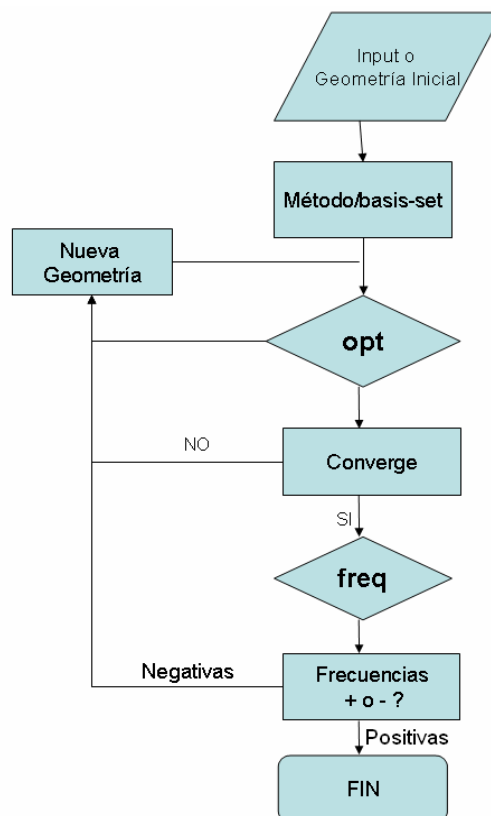 Input o
Geometría Inicial
Método/basis-set
Nueva
Geometría
opt
NO
Converge
SI
freq
Negativas
Frecuencias
+ o - ?
Positivas
FIN